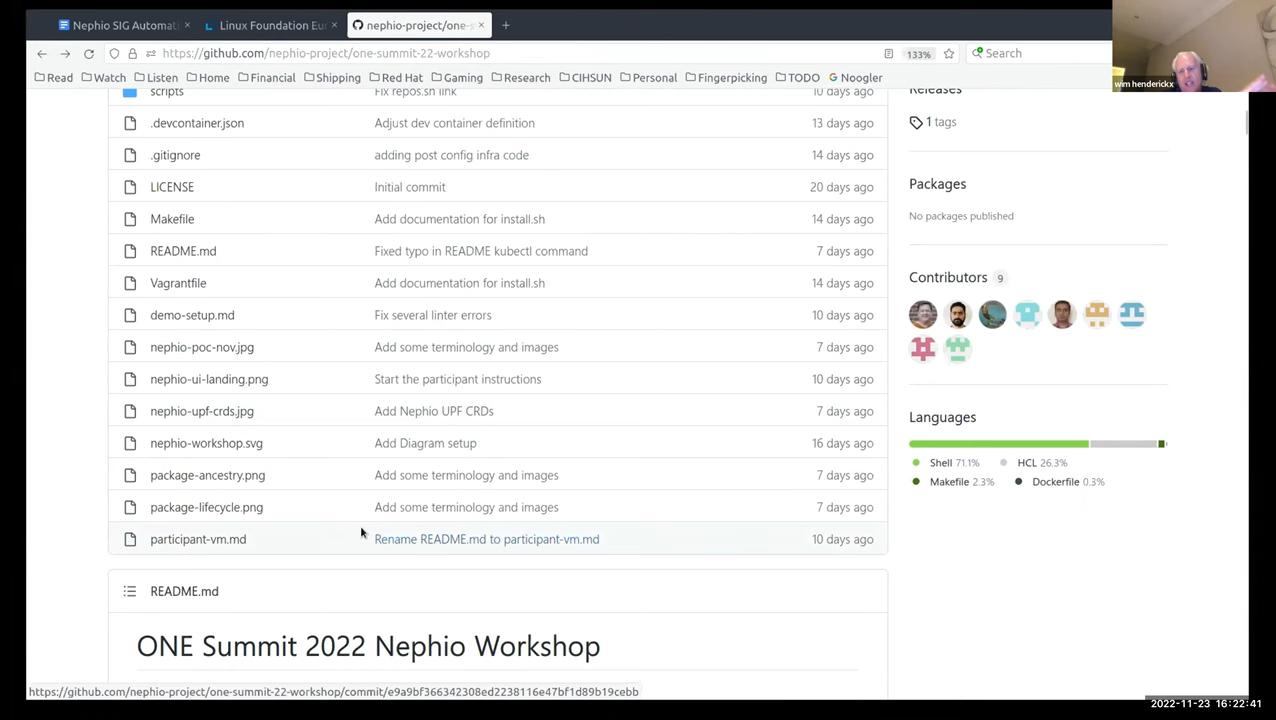 Nephio SIG Automati × Linux Foundation Eu × nephio-project/one-s × +
https://github.com/nephio-project/one-summit-22-workshop 133% Search
Read Watch Listen Home Financial Shipping Red Hat Gaming Research CIHSUN Personal Fingerpicking TODO Noogler
wim henderickx
scripts Fix repos.sh link 10 days ago
.devcontainer.json Adjust dev container definition 13 days ago
.gitignore adding post config infra code 14 days ago
LICENSE Initial commit 20 days ago
Makefile Add documentation for install.sh 14 days ago
README.md Fixed typo in README kubectl command 7 days ago
Vagrantfile Add documentation for install.sh 14 days ago
demo-setup.md Fix several linter errors 10 days ago
nephio-poc-nov.jpg Add some terminology and images 7 days ago
nephio-ui-landing.png Start the participant instructions 10 days ago
nephio-upf-crds.jpg Add Nephio UPF CRDs 7 days ago
nephio-workshop.svg Add Diagram setup 16 days ago
package-ancestry.png Add some terminology and images 7 days ago
package-lifecycle.png Add some terminology and images 7 days ago
participant-vm.md Rename README.md to participant-vm.md 10 days ago
README.md
ONE Summit 2022 Nephio Workshop
Releases
1 tags
Packages
No packages published
Contributors 9
Languages
Shell 71.1% HCL 26.3%
Makefile 2.3% Dockerfile 0.3%
https://github.com/nephio-project/one-summit-22-workshop/commit/e9a9bf366342308ed2238116e47bf1d89b19cebb
2022-11-23 16:22:41